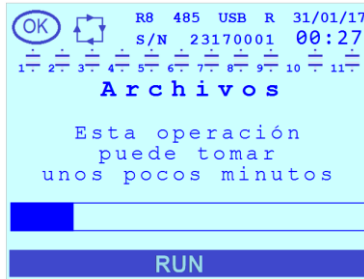 OK R8 485 USB R 31/01/17
S/N 23170001 00:27
1 2 3 4 5 6 7 8 9 10 11
Archivos
Esta operación
puede tomar
unos pocos minutos
RUN